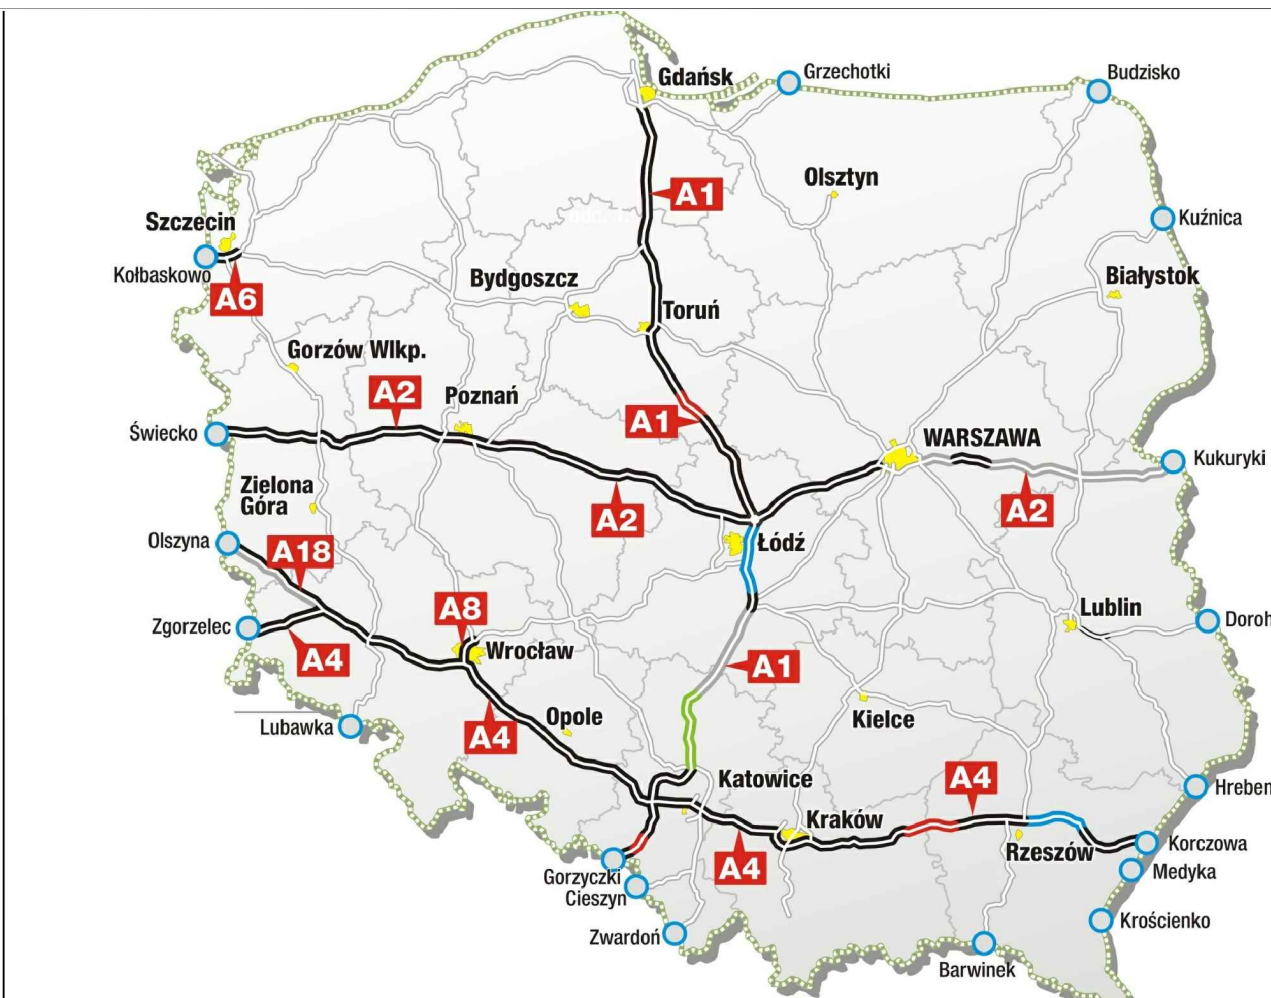 Gdańsk
Grzechotki
Budzisko
A1
Olsztyn
Kuźnica
Szczecin
Kołbaskowo
A6
Bydgoszcz
Toruń
Białystok
Gorzów Wlkp.
A2
Poznań
A1
Świecko
WARSZAWA
Kukuryki
Zielona
Góra
A2
A2
Olszyna
A18
Łódź
Zgorzelec
A4
A8
Wrocław
Lublin
Doroh
A1
Lubawka
A4
Opole
Kielce
Katowice
A4
Hreben
Kraków
Rzeszów
Korczowa
Medyka
A4
Gorzyczki
Cieszyn
Zwardoń
Krościenko
Barwinek